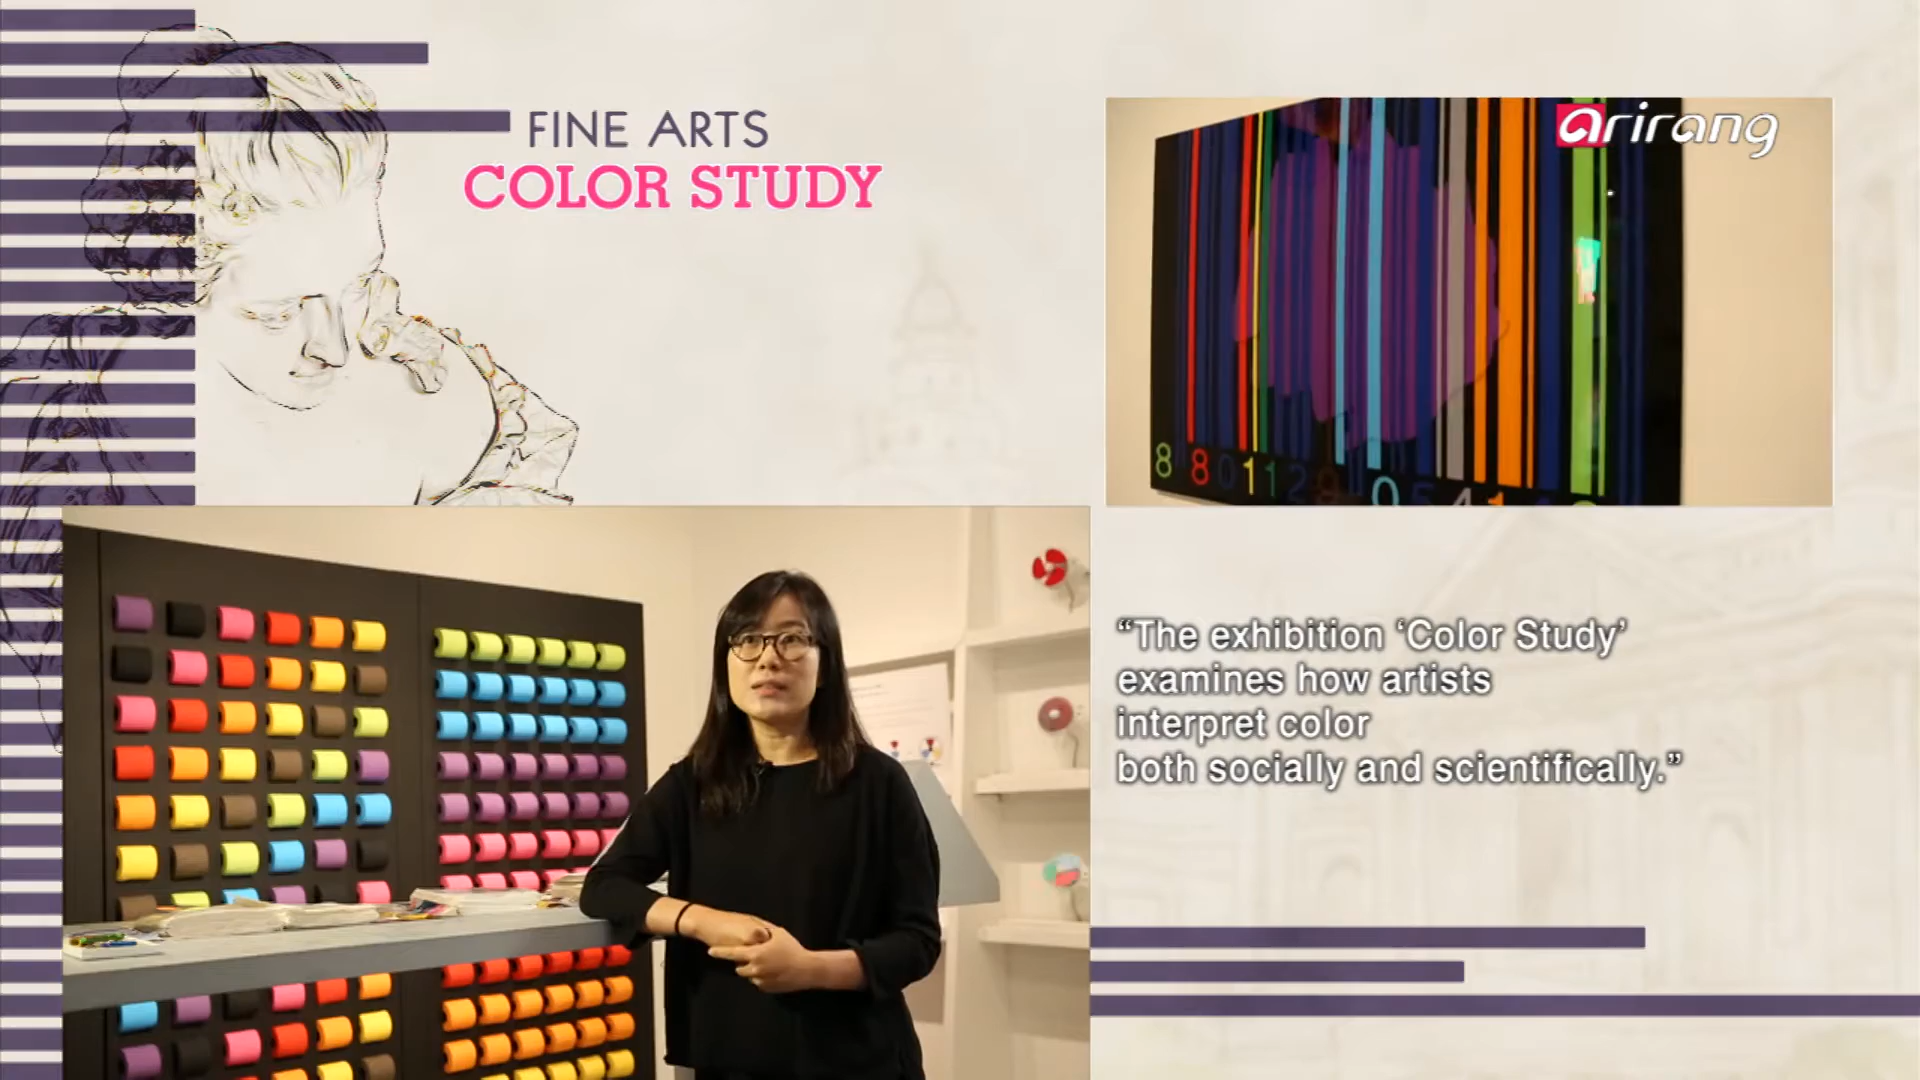 FINE ARTS
COLOR STUDY
arirang
“The exhibition ‘Color Study’
examines how artists
interpret color
both socially and scientifically.”